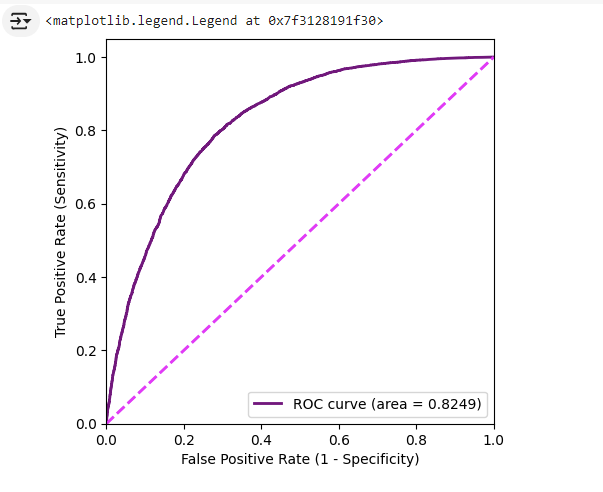 <matplotlib.legend.Legend at 0x7f3128191f30>
1.0
0.8
0.6
0.4
0.2
0.0
True Positive Rate (Sensitivity)
ROC curve (area = 0.8249)
0.0 0.2 0.4 0.6 0.8 1.0
False Positive Rate (1 - Specificity)